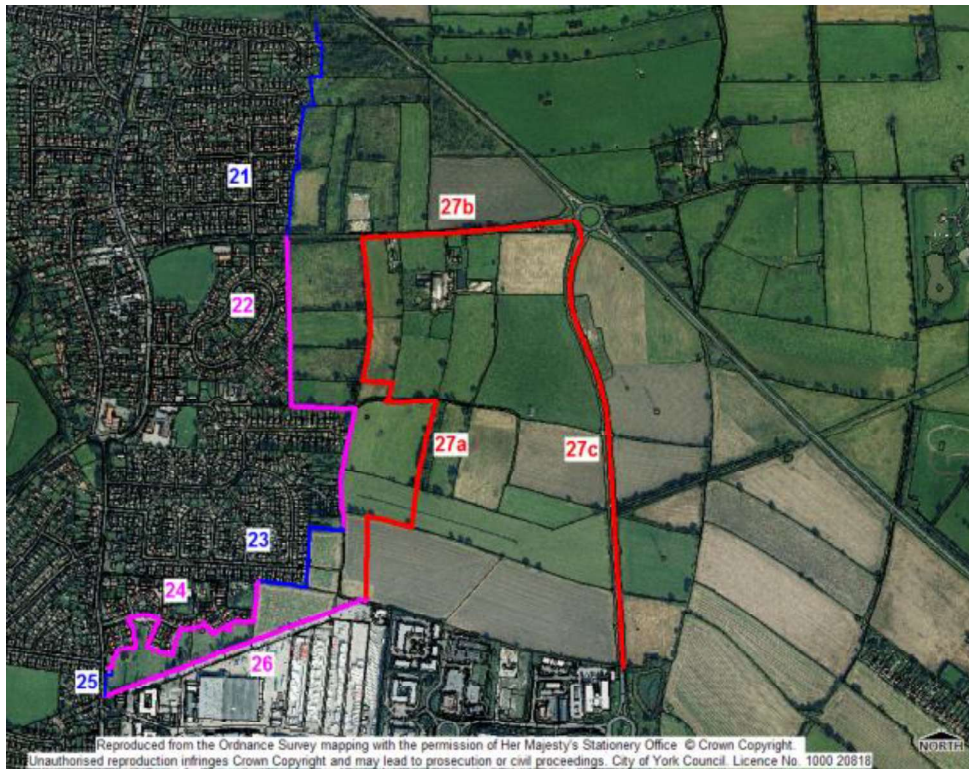 21
27b
22
27a
27c
23
24
25
26
Reproduced from the Ordnance Survey mapping with the permission of Her Majesty's Stationery Office © Crown Copyright.
Unauthorised reproduction infringes Crown Copyright and may lead to prosecution or civil proceedings. City of York Council. Licence No. 1000 20818
NORTH